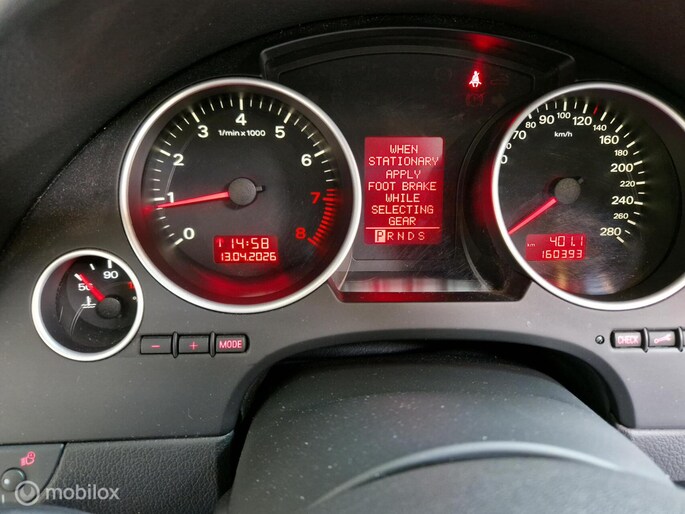 4
3
5
1/min x 1000
2
6
1
7
0
8
14:58
13.04.2026
50
90
- + MODE
WHEN
STATIONARY
APPLY
FOOT BRAKE
WHILE
SELECTING
GEAR
P R N D S
70 80 90 100 120 140
km/h
160
180
200
220
240
260
280
km 401.1
160393
CHECK
mobilox